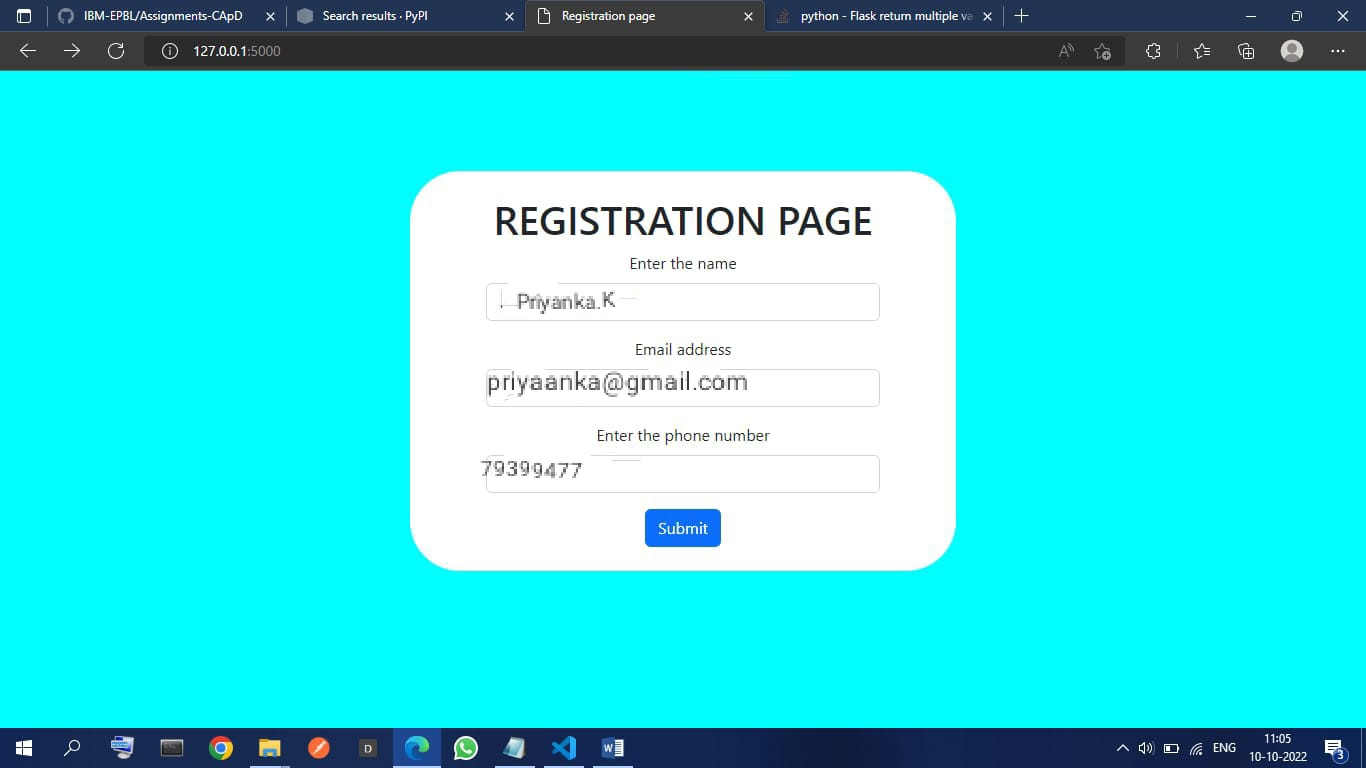 IBM-EPBL/Assignments-CApD
Search results · PyPI
Registration page
python - Flask return multiple va
127.0.0.1:5000
REGISTRATION PAGE
Enter the name
. Priyanka.K
Email address
priyaanka@gmail.com
Enter the phone number
79399477
Submit
D
W
ENG
11:05
10-10-2022
3